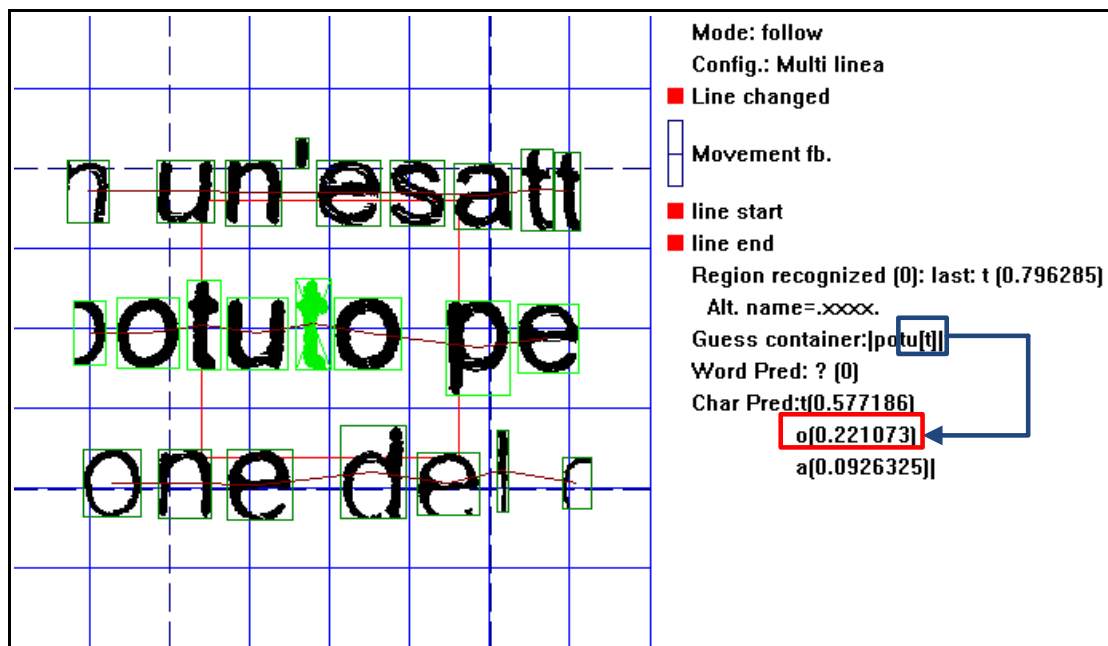 n un'esatt
potuto pe
one del r
Mode: follow
Config.: Multi linea
Line changed
Movement fb.
line start
line end
Region recognized (0): last: t (0.796285)
Alt. name=.xxxx.
Guess container:|potu[t]|
Word Pred: ? (0)
Char Pred:t(0.577186)
o(0.221073)
a(0.0926325)|